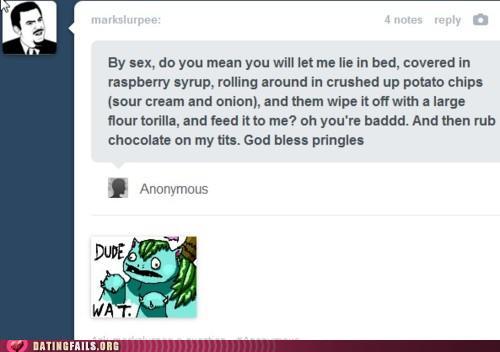 markslurpee:
4 notes reply
By sex, do you mean you will let me lie in bed, covered in
raspberry syrup, rolling around in crushed up potato chips
(sour cream and onion), and them wipe it off with a large
flour torilla, and feed it to me? oh you're baddd. And then rub
chocolate on my tits. God bless pringles
Anonymous
DUDE
WAT.
DATINGFAILS.ORG